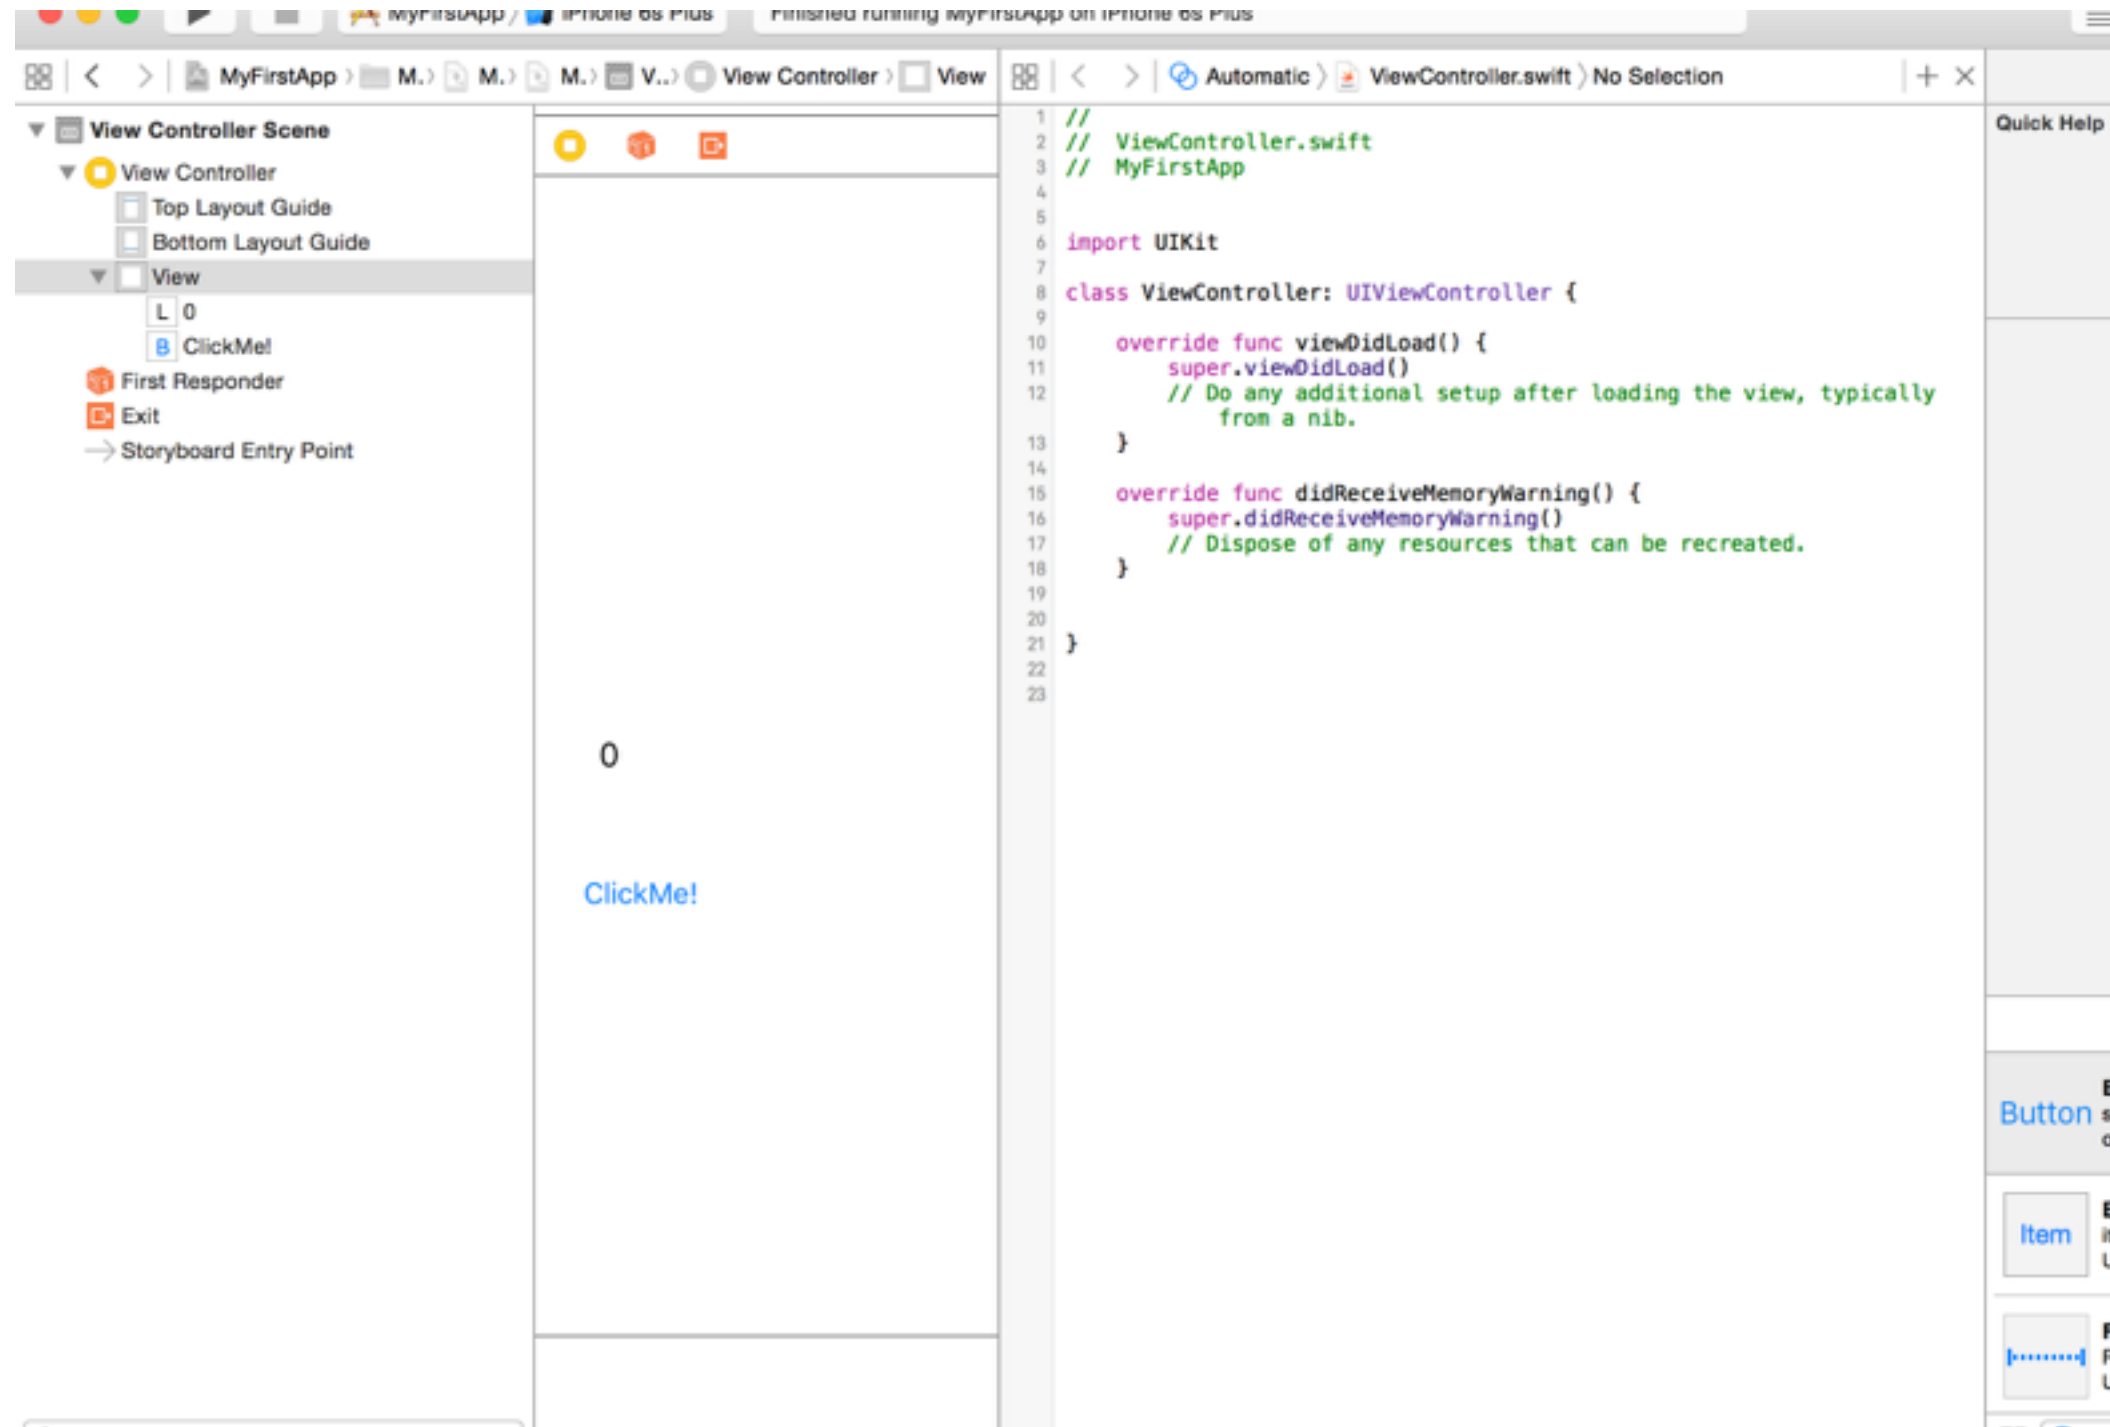 MyFirstApp iPhone 6s Plus Finished running MyFirstApp on iPhone 6s Plus
MyFirstApp M. M. M. V.. View Controller View
Automatic ViewController.swift No Selection
View Controller Scene
View Controller
Top Layout Guide
Bottom Layout Guide
View
L 0
B ClickMe!
First Responder
Exit
Storyboard Entry Point
0
ClickMe!
1 //
2 // ViewController.swift
3 // MyFirstApp
4
5
6 import UIKit
7
8 class ViewController: UIViewController {
9
10 override func viewDidLoad() {
11 super.viewDidLoad()
12 // Do any additional setup after loading the view, typically
from a nib.
13 }
14
15 override func didReceiveMemoryWarning() {
16 super.didReceiveMemoryWarning()
17 // Dispose of any resources that can be recreated.
18 }
19
20
21 }
22
23
Quick Help
Button
Item